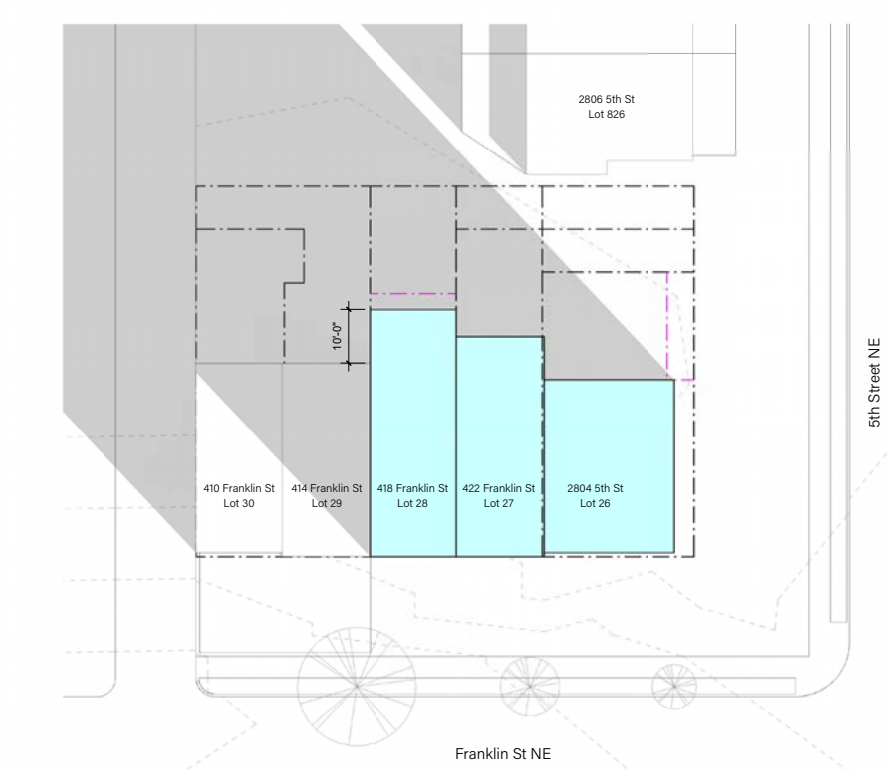 2806 5th St
Lot 826
10'-0"
5th Street NE
410 Franklin St
Lot 30
414 Franklin St
Lot 29
418 Franklin St
Lot 28
422 Franklin St
Lot 27
2804 5th St
Lot 26
Franklin St NE